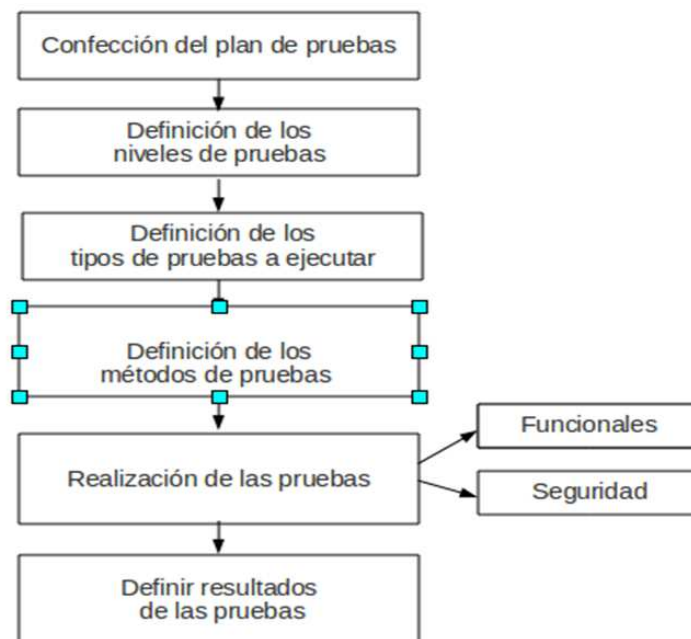 Confección del plan de pruebas
Definición de los
niveles de pruebas
Definición de los
tipos de pruebas a ejecutar
Definición de los
métodos de pruebas
Realización de las pruebas
Funcionales
Seguridad
Definir resultados
de las pruebas